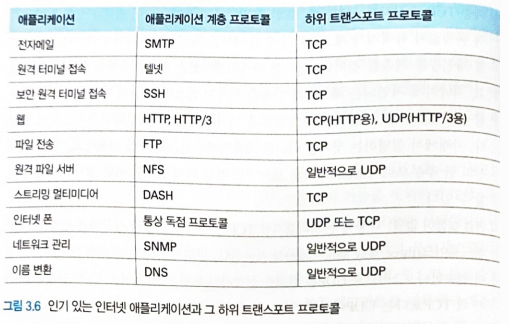 애플리케이션 애플리케이션 계층 프로토콜 하위 트랜스포트 프로토콜
전자메일 SMTP TCP
원격 터미널 접속 텔넷 TCP
보안 원격 터미널 접속 SSH TCP
웹 HTTP, HTTP/3 TCP(HTTP용), UDP(HTTP/3용)
파일 전송 FTP TCP
원격 파일 서버 NFS 일반적으로 UDP
스트리밍 멀티미디어 DASH TCP
인터넷 폰 통상 독점 프로토콜 UDP 또는 TCP
네트워크 관리 SNMP 일반적으로 UDP
이름 변환 DNS 일반적으로 UDP
그림 3.6 인기 있는 인터넷 애플리케이션과 그 하위 트랜스포트 프로토콜